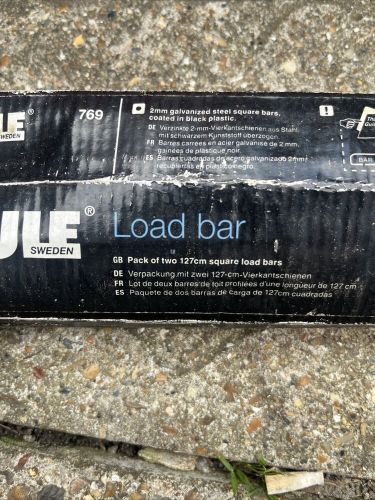 LE®
769
2mm galvanized steel square bars,
coated in black plastic.
DE Verzinkte 2-mm-Vierkantschienen aus Stahl
mit schwarzem Kunststoff überzogen.
FR Barres carrées en acier galvanisé de 2 mm,
gainées de plastique noir.
ES Barras cuadradas de acero galvanizado 2mm
recubiertas en plástico negro.
!
BAR
ULE®
SWEDEN
Load bar
GB Pack of two 127cm square load bars
DE Verpackung mit zwei 127-cm-Vierkantschienen
FR Lot de deux barres de toit profilées d'une longueur de 127 cm
ES Paquete de dos barras de carga de 127cm cuadradas